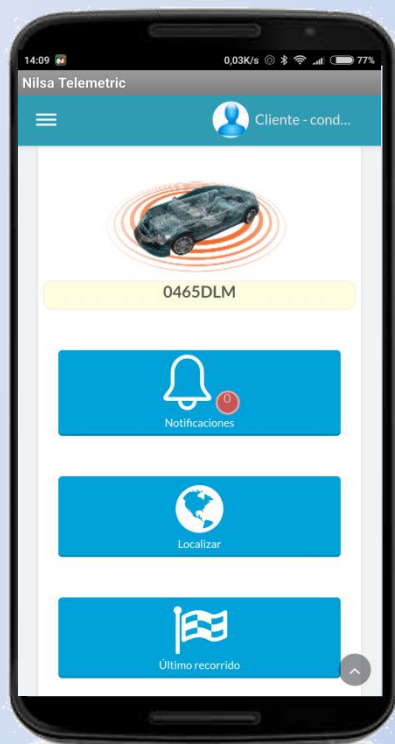 14:09 0,03K/s 77%
Nilsa Telemetric
Cliente - cond...
0465DLM
0
Notificaciones
Localizar
Último recorrido